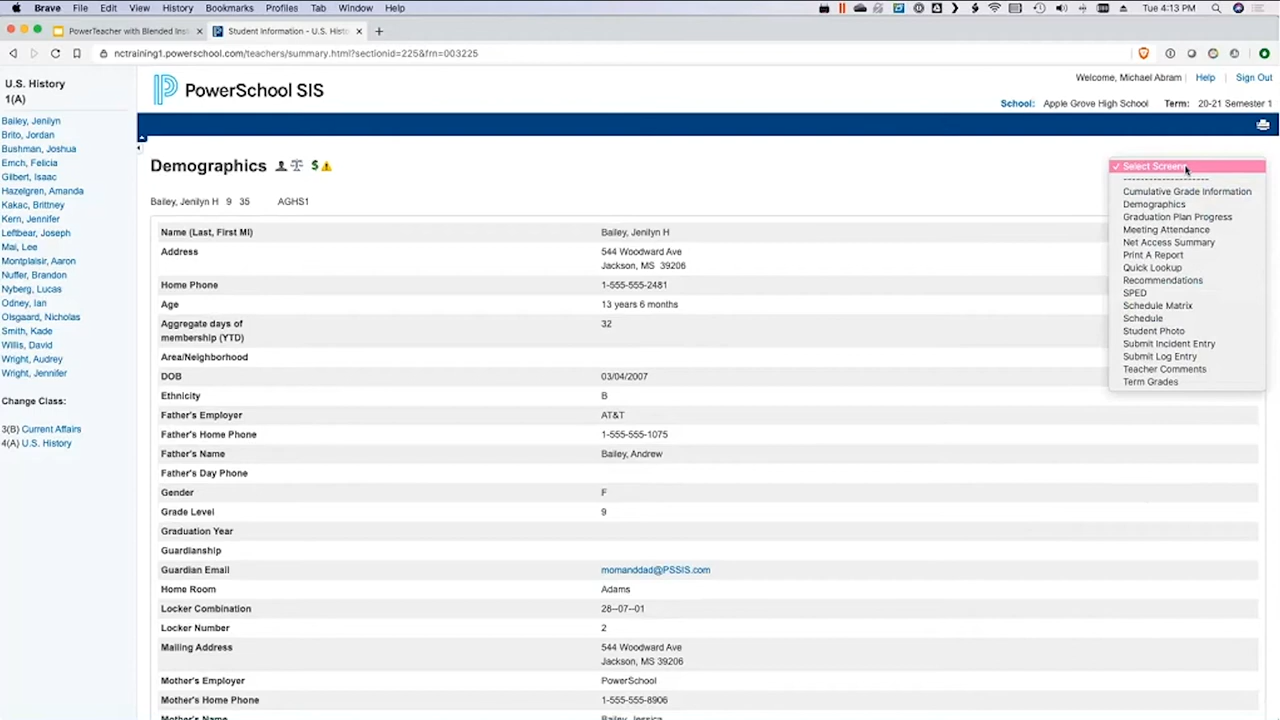 Brave File Edit View History Bookmarks Profiles Tab Window Help Tue 4:13 PM
PowerTeacher with Blended Inst
Student Information - U.S. Hist
nctraining1.powerschool.com/teachers/summary.html?sectionid=225&frn=003225
U.S. History
1(A)
Bailey, Jenilyn
Brito, Jordan
Bushman, Joshua
Emch, Felicia
Gilbert, Isaac
Hazelgren, Amanda
Kakac, Brittney
Kern, Jennifer
Leftbear, Joseph
Mai, Lee
Montplaisir, Aaron
Nuffer, Brandon
Nyberg, Lucas
Odney, Ian
Olsgaard, Nicholas
Smith, Kade
Willis, David
Wright, Audrey
Wright, Jennifer
Change Class:
3(B) Current Affairs
4(A) U.S. History
PowerSchool SIS
Welcome, Michael Abram | Help | Sign Out
School: Apple Grove High School Term: 20-21 Semester 1
Demographics
Bailey, Jenilyn H 9 35 AGHS1
Name (Last, First MI) Bailey, Jenilyn H
Address 544 Woodward Ave
Jackson, MS 39206
Home Phone 1-555-555-2481
Age 13 years 6 months
Aggregate days of 32
membership (YTD)
Area/Neighborhood
DOB 03/04/2007
Ethnicity B
Father's Employer AT&T
Father's Home Phone 1-555-555-1075
Father's Name Bailey, Andrew
Father's Day Phone
Gender F
Grade Level 9
Graduation Year
Guardianship
Guardian Email momanddad@PSSIS.com
Home Room Adams
Locker Combination 28--07--01
Locker Number 2
Mailing Address 544 Woodward Ave
Jackson, MS 39206
Mother's Employer PowerSchool
Mother's Home Phone 1-555-555-8906
Mother's Name Bailey, Jessica
✓ Select Screens
--------------------
Cumulative Grade Information
Demographics
Graduation Plan Progress
Meeting Attendance
Net Access Summary
Print A Report
Quick Lookup
Recommendations
SPED
Schedule Matrix
Schedule
Student Photo
Submit Incident Entry
Submit Log Entry
Teacher Comments
Term Grades